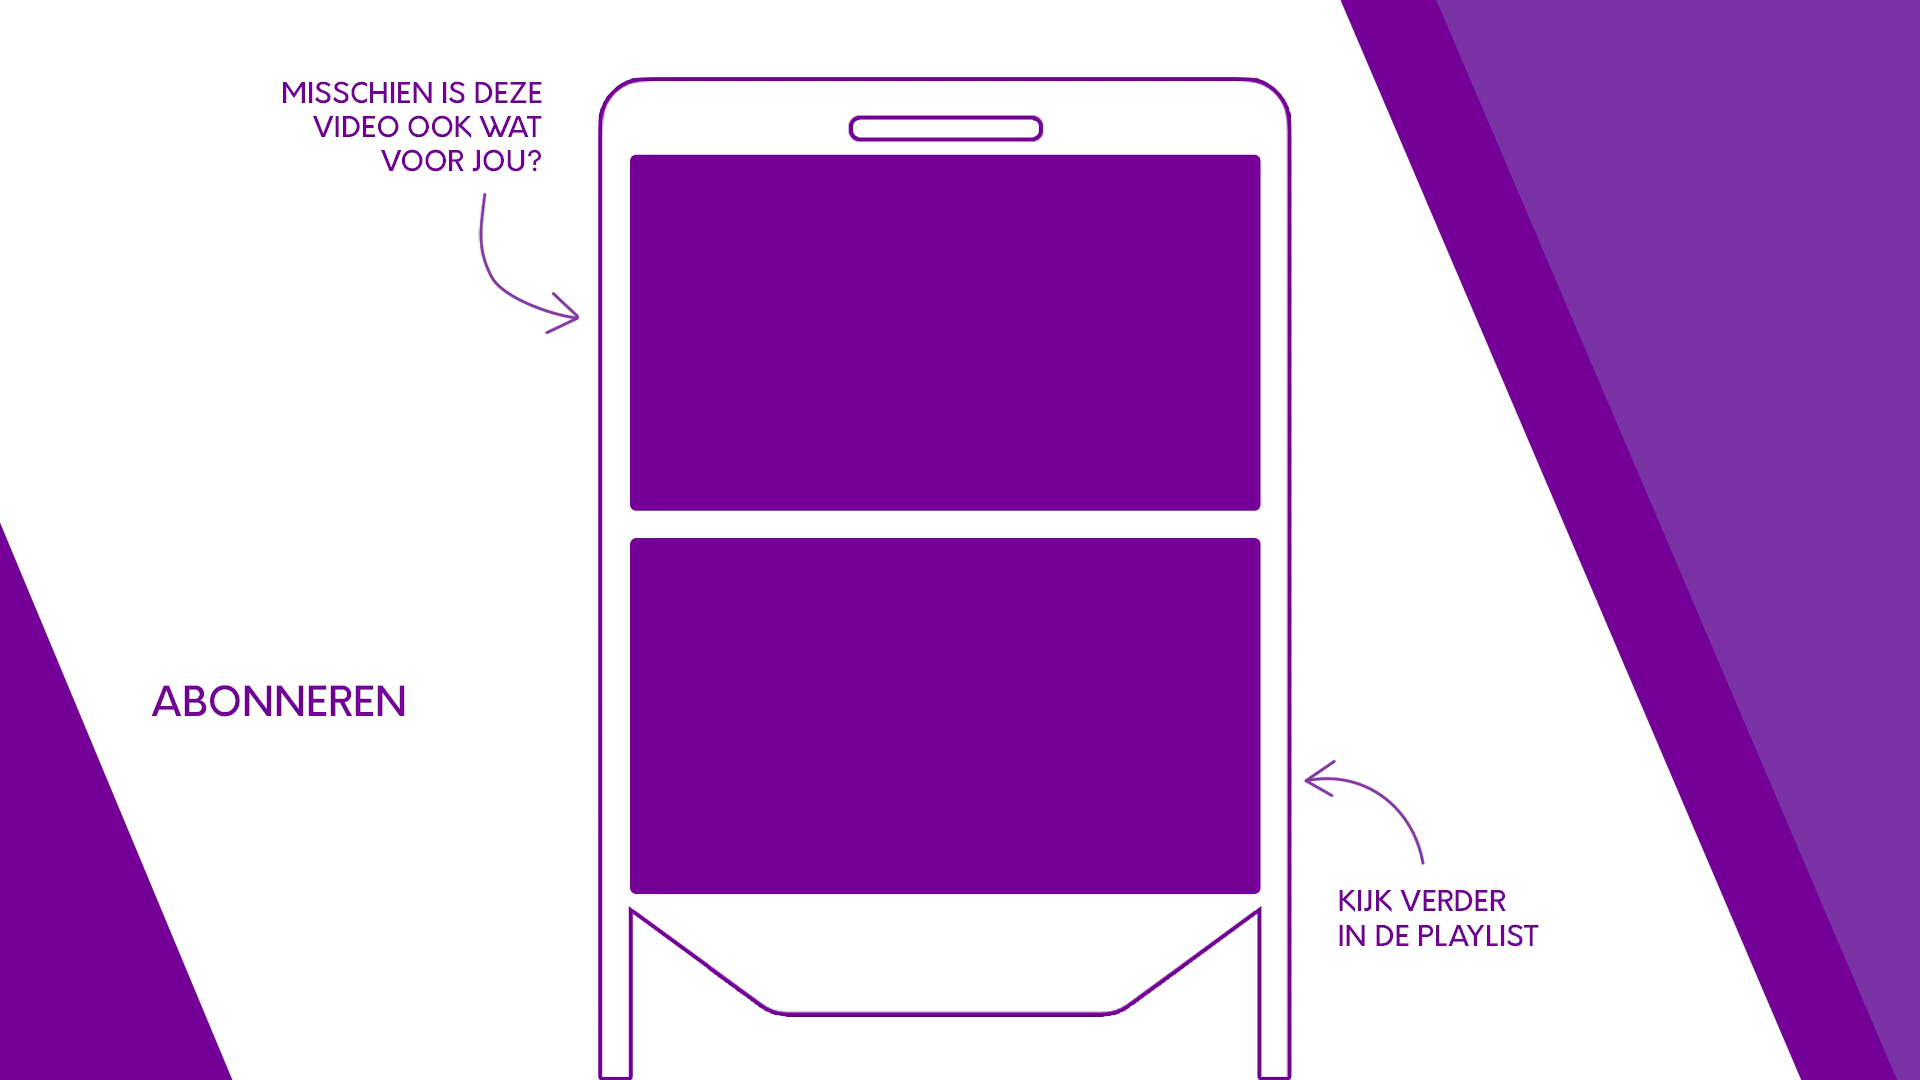 MISSCHIEN IS DEZE
VIDEO OOK WAT
VOOR JOU?
ABONNEREN
KIJK VERDER
IN DE PLAYLIST